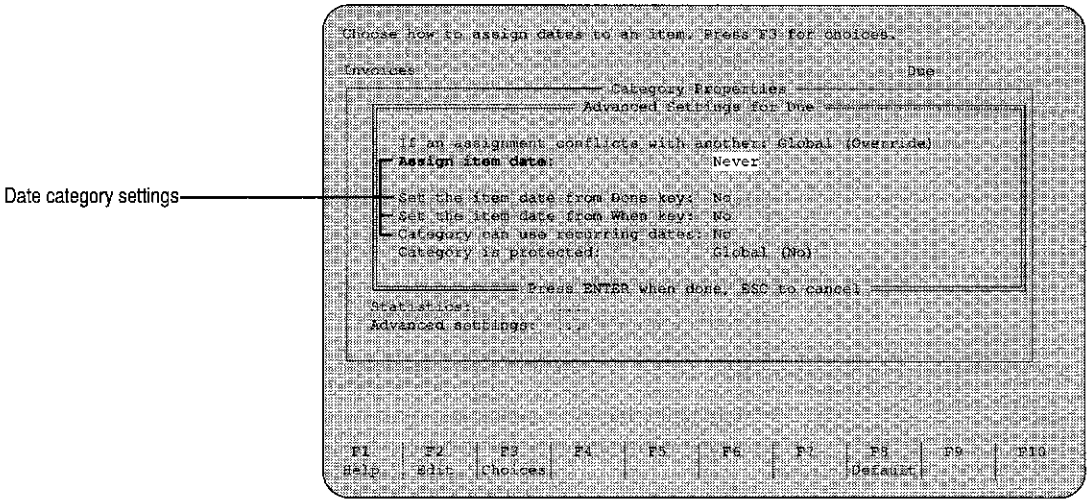 Choose how to assign dates to an item. Press F3 for choices.
Invoices Due
Category Properties
Advanced Settings for Due
If an assignment conflicts with another: Global (Override)
Assign item date: Never
Date category settings
Set the item date from Done key: No
Set the item date from When key: No
Category can use recurring dates: No
Category is protected: Global (No)
Press ENTER when done, ESC to cancel
Statistics: ...
Advanced settings: ...
F1 F2 F3 F4 F5 F6 F7 F8 F9 F10
Help Edit Choices Default